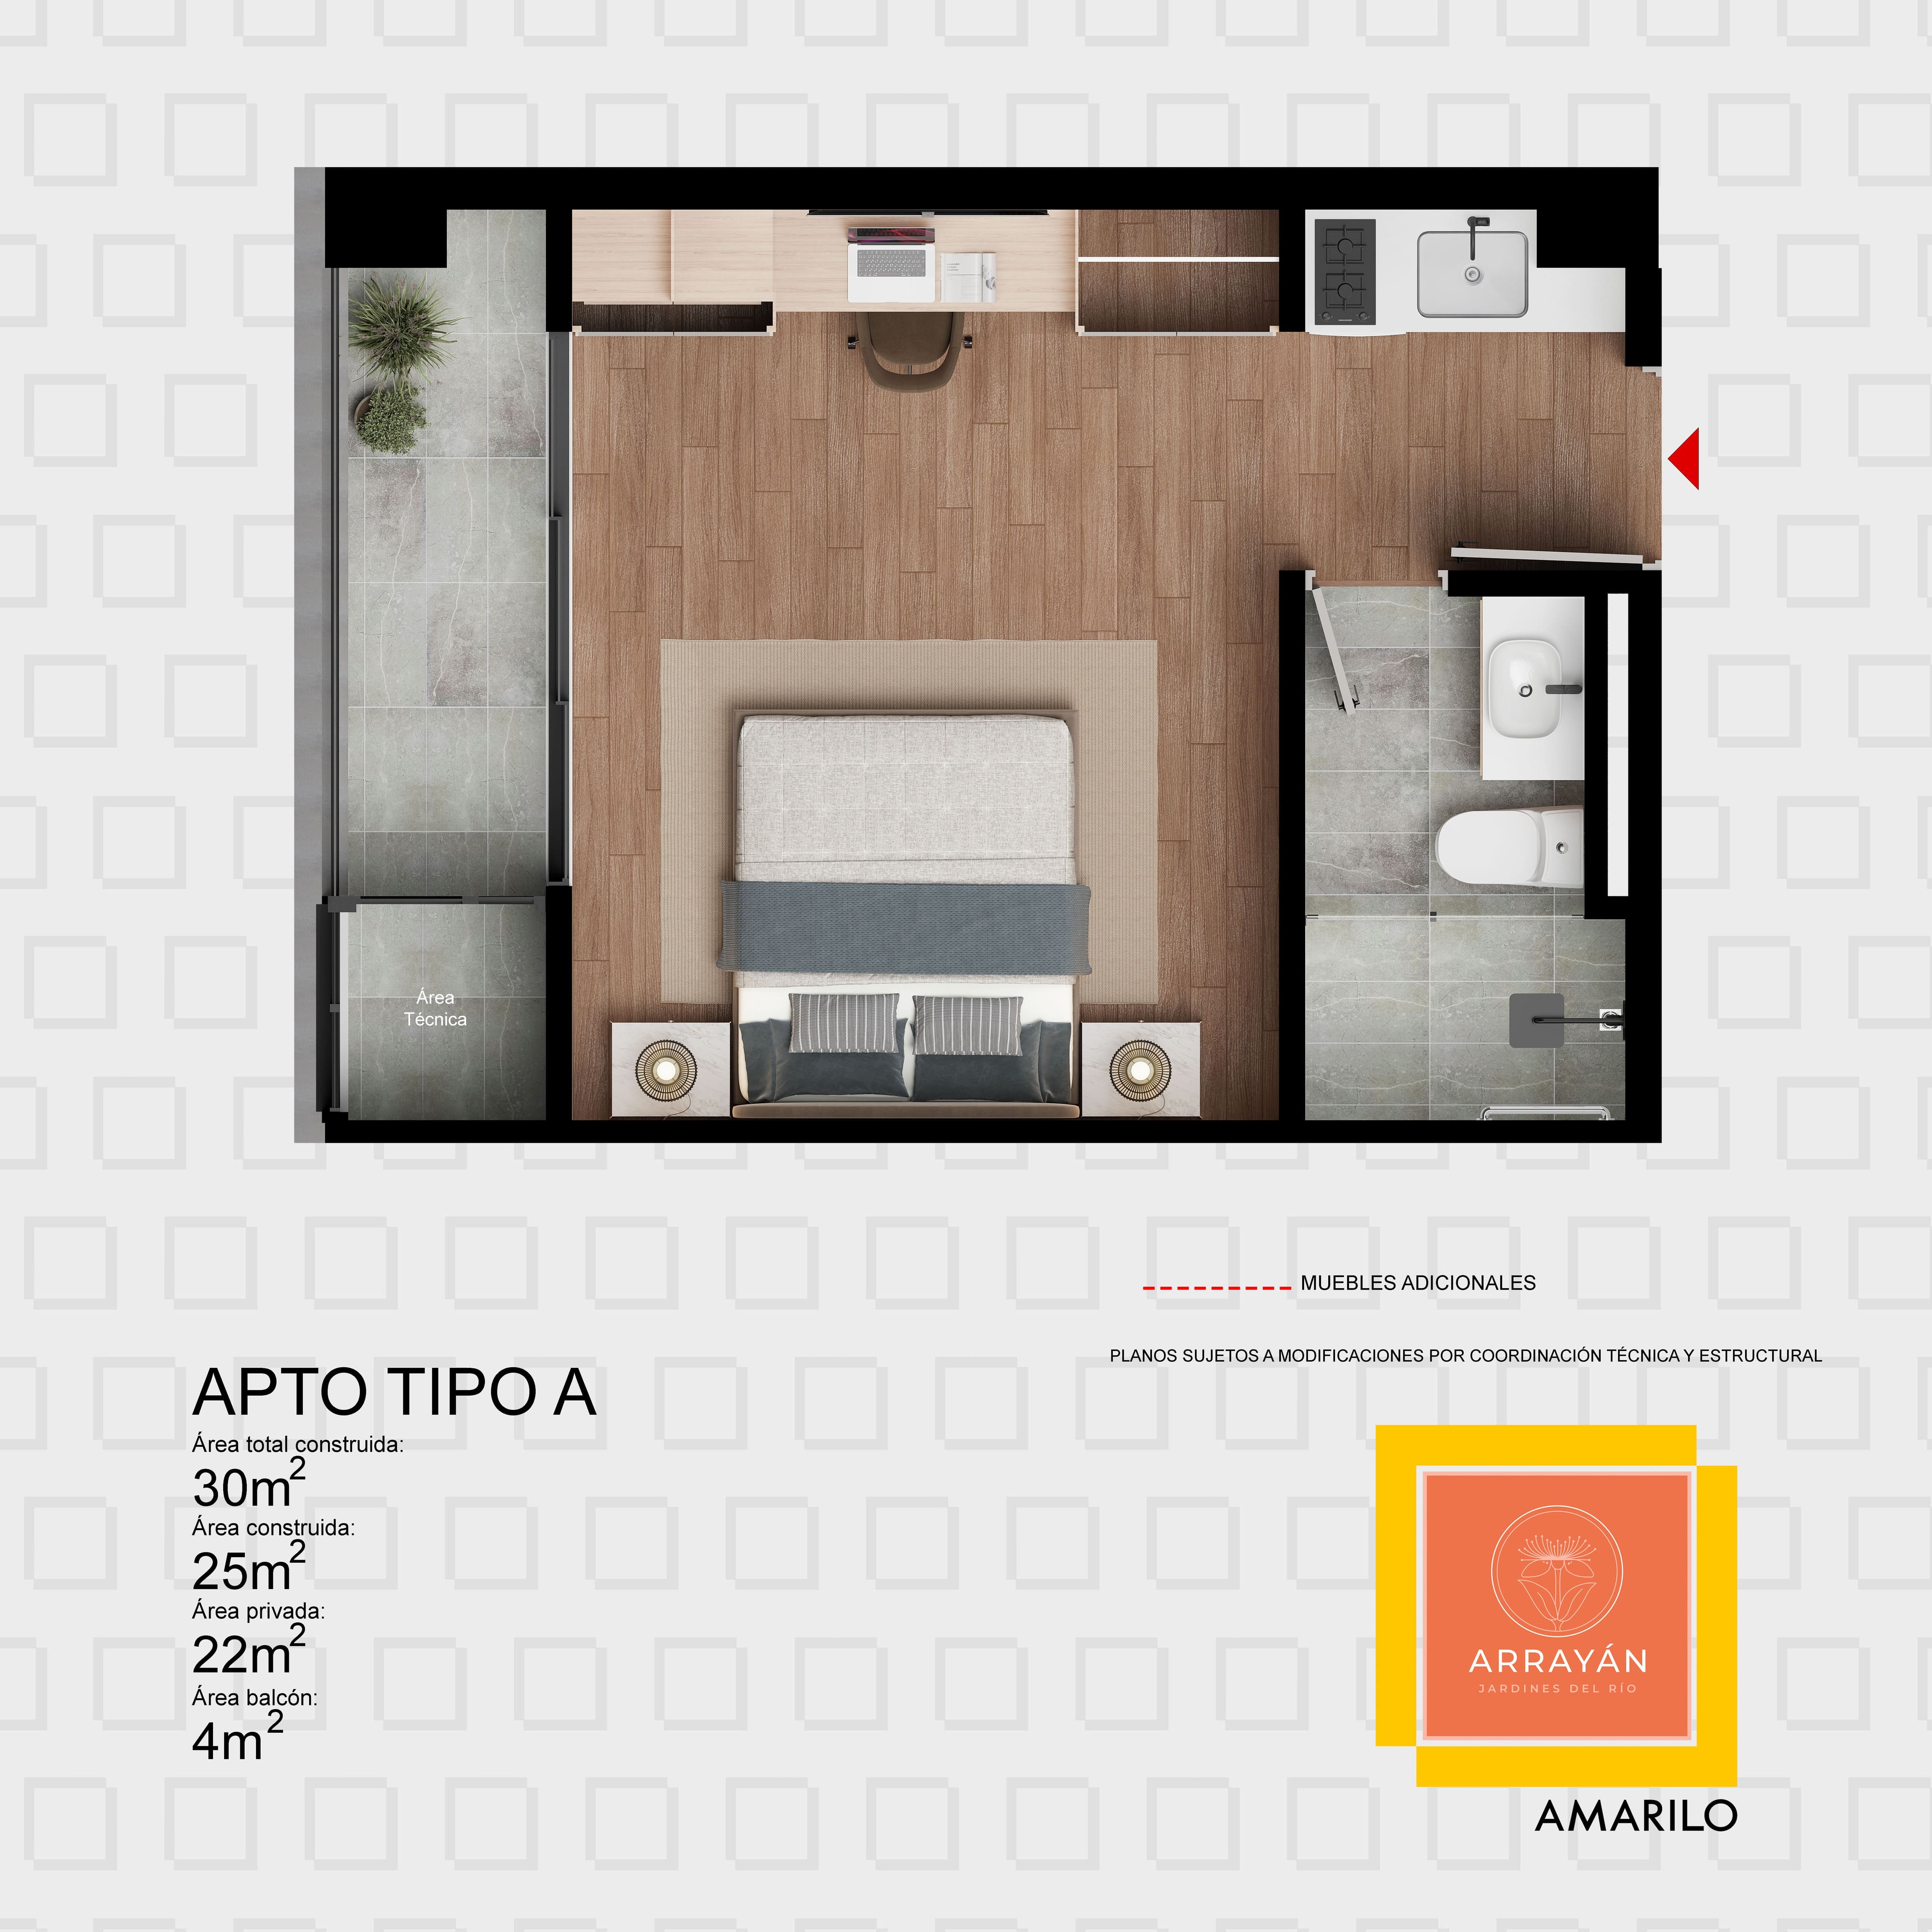 Área
Técnica
MUEBLES ADICIONALES
PLANOS SUJETOS A MODIFICACIONES POR COORDINACIÓN TÉCNICA Y ESTRUCTURAL
APTO TIPO A
Área total construida:
30m²
Área construida:
25m²
Área privada:
22m²
Área balcón:
4m²
ARRAYÁN
JARDINES DEL RÍO
AMARILO